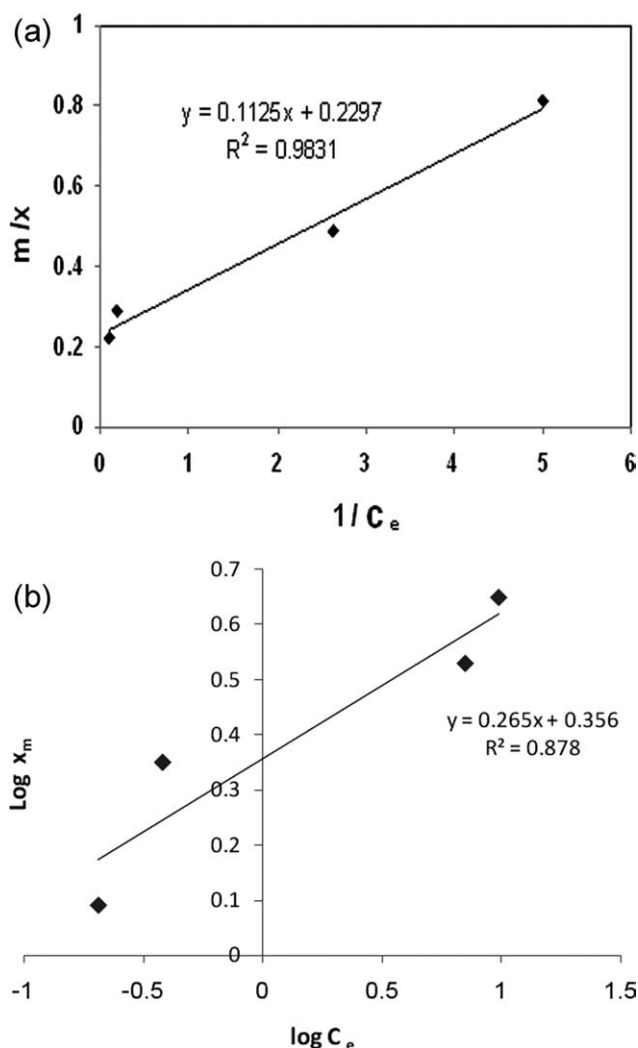 (a)
1
0.8
0.6
0.4
0.2
0
m /x
y = 0.1125x + 0.2297
R² = 0.9831
0 1 2 3 4 5 6
1/ Cₑ
(b)
0.7
0.6
0.5
0.4
0.3
0.2
0.1
0
Log xₘ
y = 0.265x + 0.356
R² = 0.878
-1 -0.5 0 0.5 1 1.5
log Cₑ